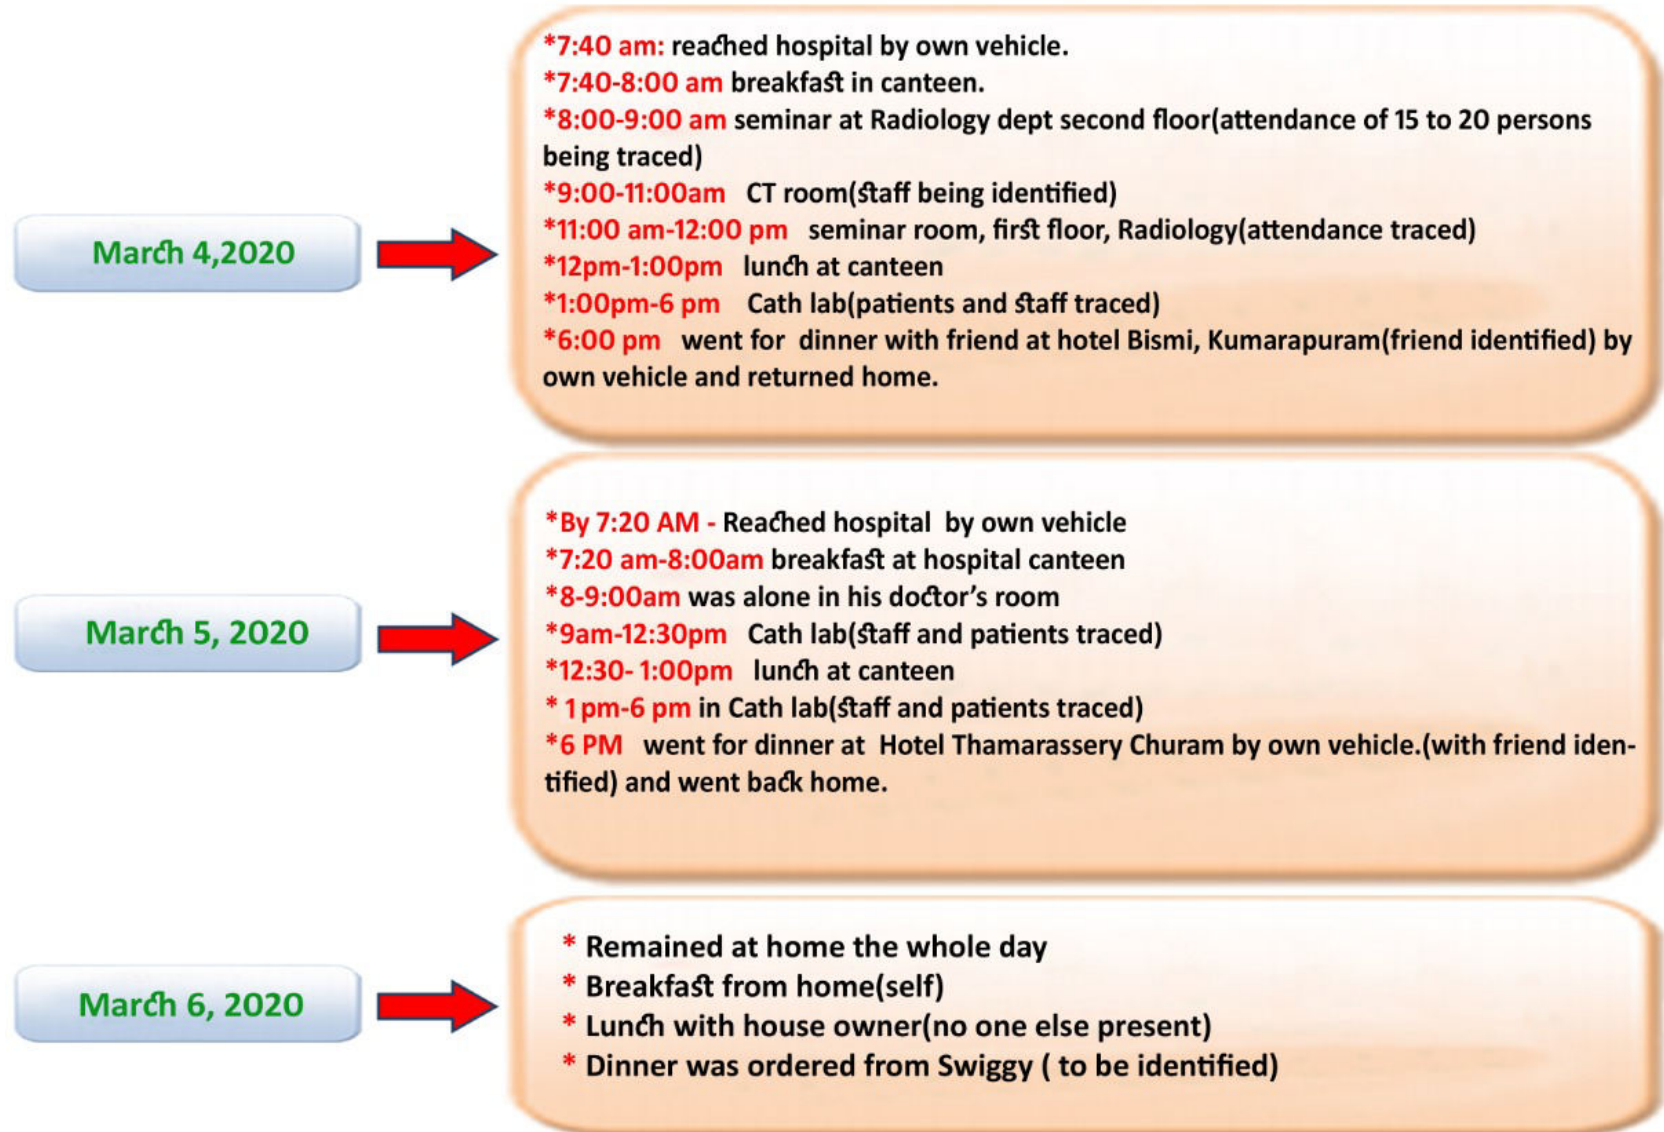 March 4,2020
*7:40 am: reached hospital by own vehicle.
*7:40-8:00 am breakfast in canteen.
*8:00-9:00 am seminar at Radiology dept second floor(attendance of 15 to 20 persons
being traced)
*9:00-11:00am CT room(staff being identified)
*11:00 am-12:00 pm seminar room, first floor, Radiology(attendance traced)
*12pm-1:00pm lunch at canteen
*1:00pm-6 pm Cath lab(patients and staff traced)
*6:00 pm went for dinner with friend at hotel Bismi, Kumarapuram(friend identified) by
own vehicle and returned home.
March 5, 2020
*By 7:20 AM - Reached hospital by own vehicle
*7:20 am-8:00am breakfast at hospital canteen
*8-9:00am was alone in his doctor's room
*9am-12:30pm Cath lab(staff and patients traced)
*12:30- 1:00pm lunch at canteen
* 1pm-6 pm in Cath lab(staff and patients traced)
*6 PM went for dinner at Hotel Thamarassery Churam by own vehicle.(with friend iden-
tified) and went back home.
March 6, 2020
* Remained at home the whole day
* Breakfast from home(self)
* Lunch with house owner(no one else present)
* Dinner was ordered from Swiggy ( to be identified)